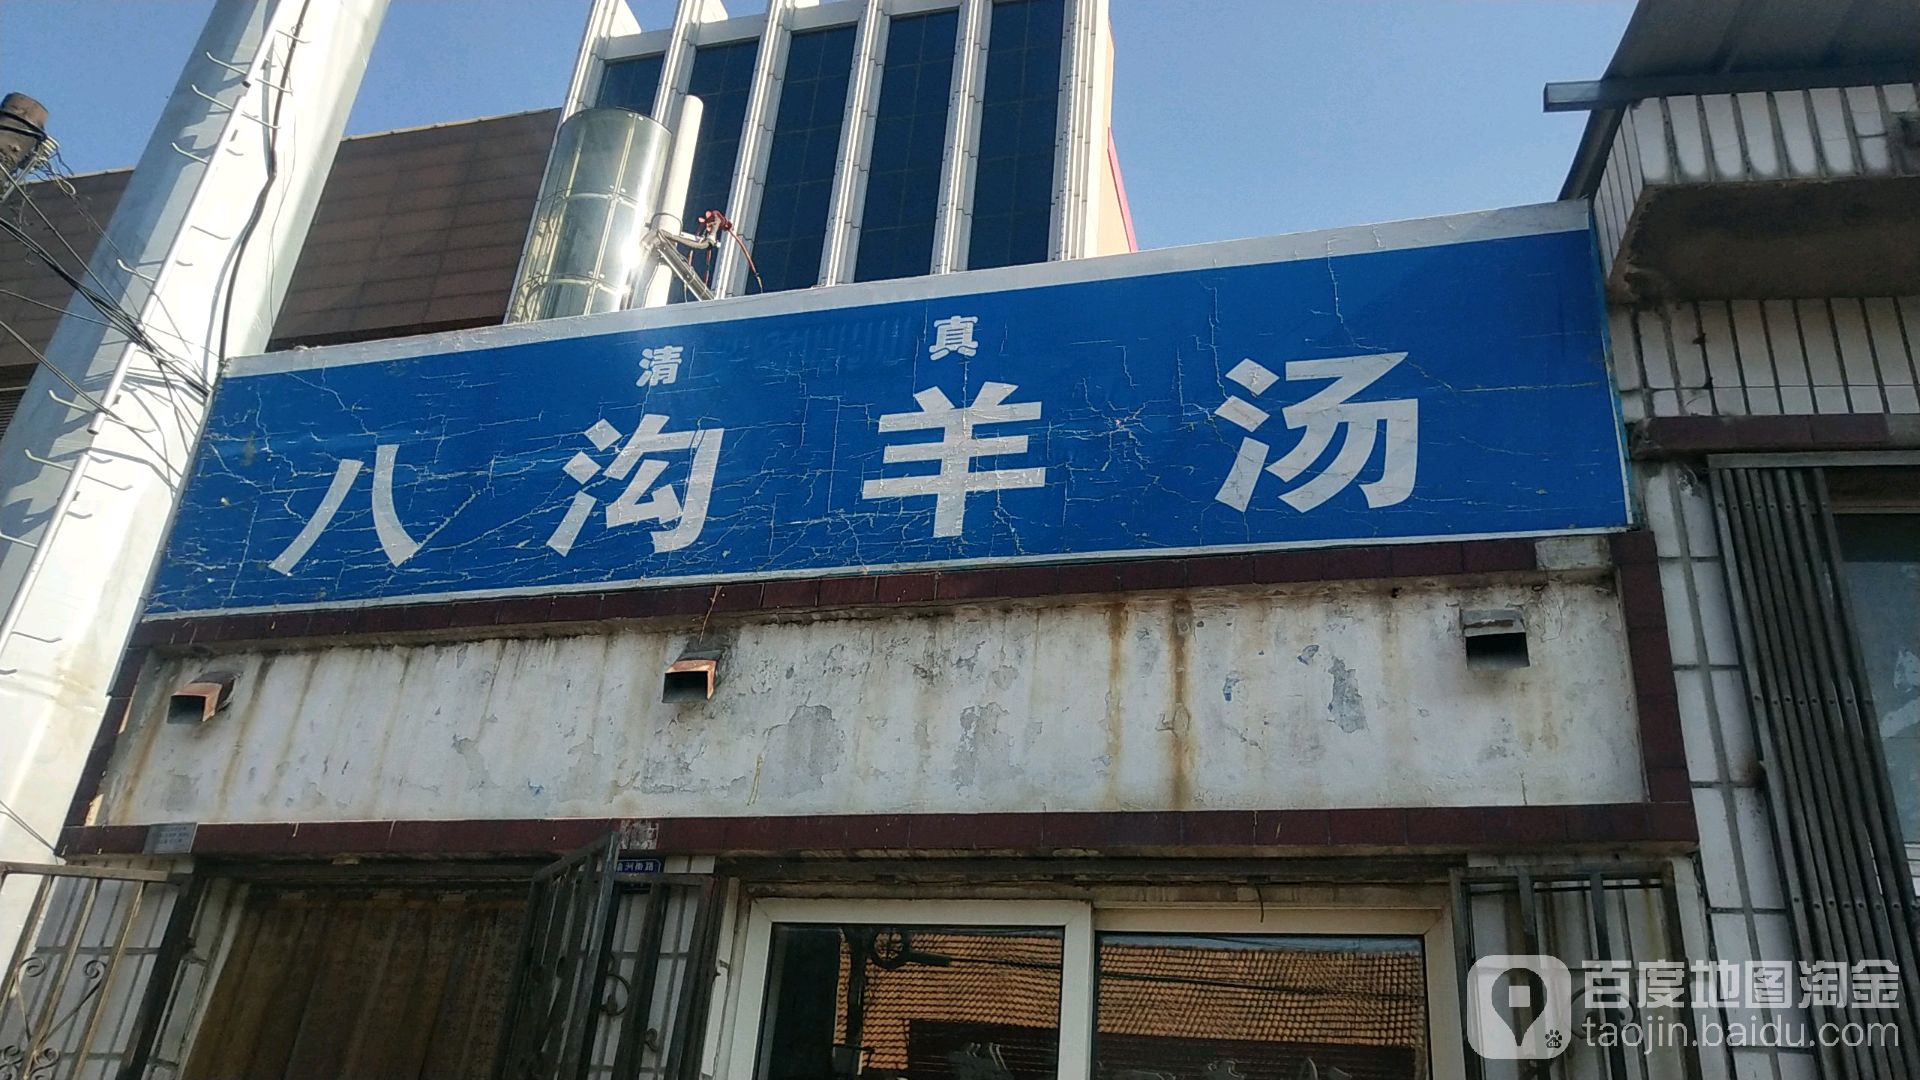 清真
八沟羊汤
百度地图淘金
taojin.baidu.com